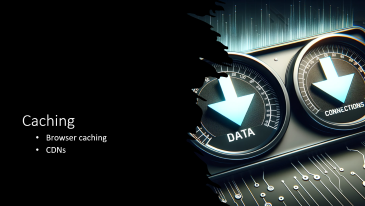 Caching
Browser caching
CDNs
DATA
CONNECTIONS